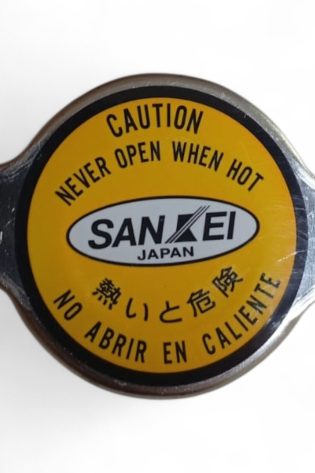 CAUTION
NEVER OPEN WHEN HOT
SANKEI
JAPAN
熱いと危険
NO ABRIR EN CALIENTE